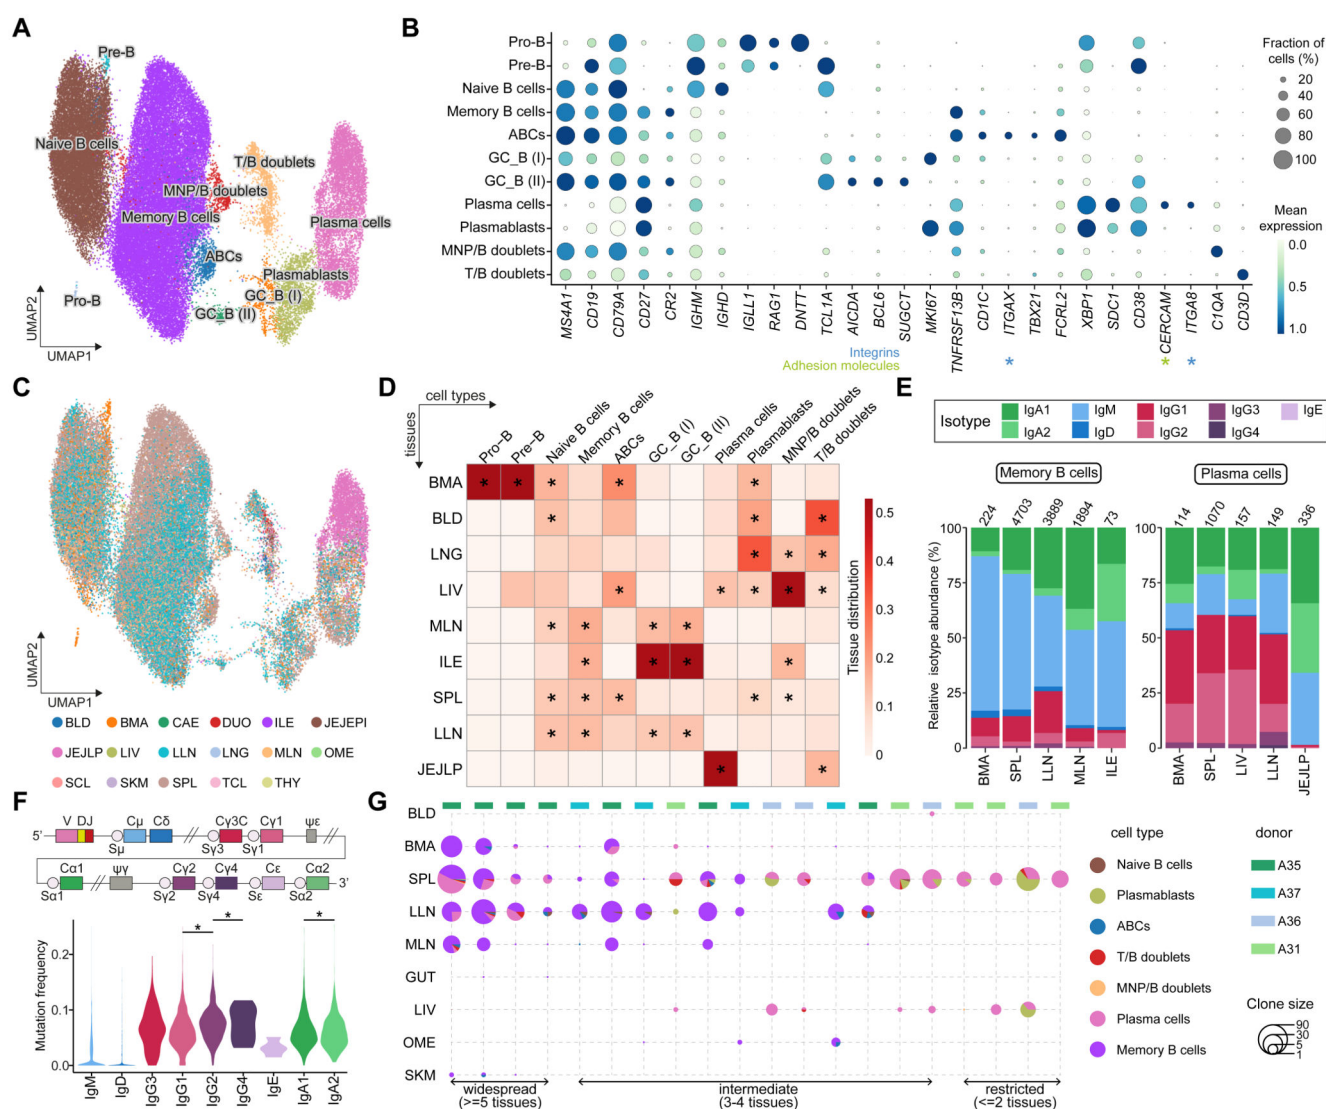 A
Pre-B
Naive B cells
T/B doublets
MNP/B doublets
Memory B cells
Plasma cells
ABCs
Plasmablasts
Pro-B
GC_B (I)
GC_B (II)
UMAP2
UMAP1
B
Pro-B
Pre-B
Naive B cells
Memory B cells
ABCs
GC_B (I)
GC_B (II)
Plasma cells
Plasmablasts
MNP/B doublets
T/B doublets
MS4A1 CD19 CD79A CD27 CR2 IGHM IGHD IGLL1 RAG1 DNTT TCL1A AICDA BCL6 SUGCT MKI67 TNFRSF13B CD1C ITGAX TBX21 FCRL2 XBP1 SDC1 CD38 CERCAM ITGA8 C1QA CD3D
Integrins * *
Adhesion molecules *
Fraction of
cells (%)
20
40
60
80
100
Mean
expression
0.0
0.5
1.0
C
UMAP2
UMAP1
BLD BMA CAE DUO ILE JEJEPI
JEJLP LIV LLN LNG MLN OME
SCL SKM SPL TCL THY
D
cell types
tissues
Pro−B Pre−B Naive B cells Memory B cells ABCs GC_B (I) GC_B (II) Plasma cells Plasmablasts MNP/B doublets T/B doublets
BMA * * * * *
BLD * * *
LNG * * *
LIV * * * * *
MLN * * * *
ILE * * * *
SPL * * * * *
LLN * * * *
JEJLP * *
Tissue distribution
0.5
0.4
0.3
0.2
0.1
0
E
Isotype
IgA1 IgM IgG1 IgG3 IgE
IgA2 IgD IgG2 IgG4
Memory B cells
Plasma cells
224 4703 3889 1894 73
114 1070 157 149 336
Relative isotype abundance (%)
100
75
50
25
0
100
75
50
25
0
BMA SPL LLN MLN ILE
BMA SPL LIV LLN JEJLP
F
V DJ Cμ Cδ Cγ3C Cγ1 ψε
5' // //
Sμ Sγ3 Sγ1
Cα1 ψγ Cγ2 Cγ4 Cε Cα2
// 3'
Sα1 Sγ2 Sγ4 Sε Sα2
Mutation frequency
0.2
0.1
0.0
* * *
IgM IgD IgG3 IgG1 IgG2 IgG4 IgE IgA1 IgA2
G
BLD
BMA
SPL
LLN
MLN
GUT
LIV
OME
SKM
widespread
(>=5 tissues)
intermediate
(3-4 tissues)
restricted
(<=2 tissues)
cell type
Naive B cells
Plasmablasts
ABCs
T/B doublets
MNP/B doublets
Plasma cells
Memory B cells
donor
A35
A37
A36
A31
Clone size
90
30
5
1